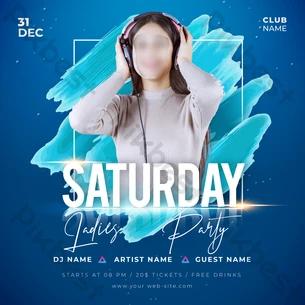 31
DEC
CLUB
NAME
SATURDAY
Ladies Party
DJ NAME ARTIST NAME GUEST NAME
STARTS AT 08 PM / 20$ TICKETS / FREE DRINKS
www.your web-site.com